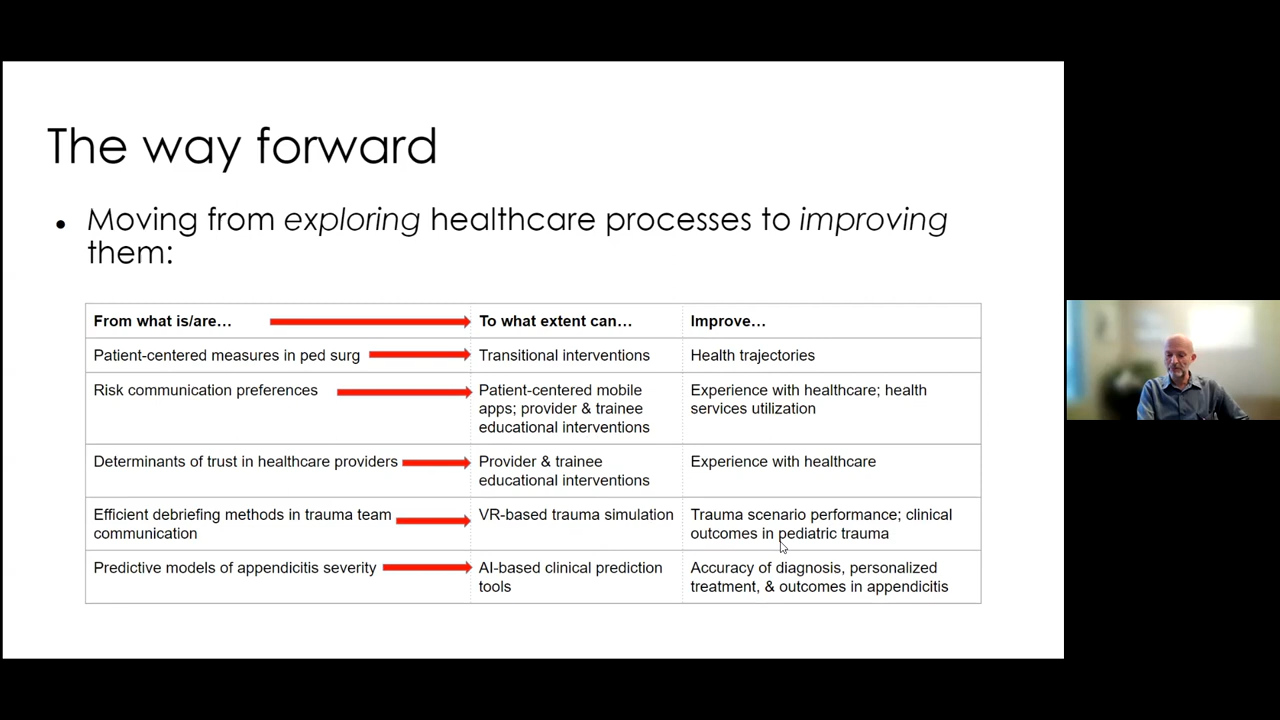 The way forward
• Moving from exploring healthcare processes to improving
them:
From what is/are… To what extent can… Improve…
Patient-centered measures in ped surg Transitional interventions Health trajectories
Risk communication preferences Patient-centered mobile Experience with healthcare; health
apps; provider & trainee services utilization
educational interventions
Determinants of trust in healthcare providers Provider & trainee Experience with healthcare
educational interventions
Efficient debriefing methods in trauma team VR-based trauma simulation Trauma scenario performance; clinical
communication outcomes in pediatric trauma
Predictive models of appendicitis severity AI-based clinical prediction Accuracy of diagnosis, personalized
tools treatment, & outcomes in appendicitis